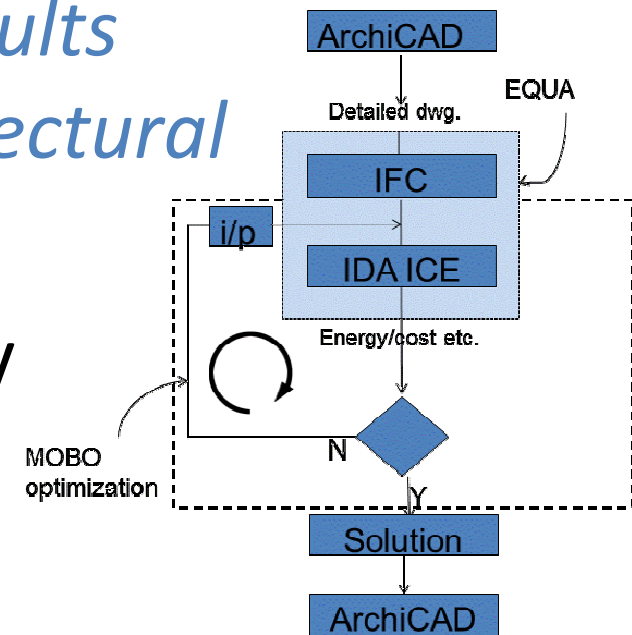 ults
ectural
y
ArchiCAD
Detailed dwg.
EQUA
IFC
i/p
IDA ICE
Energy/cost etc.
N
MOBO
optimization
Y
Solution
ArchiCAD